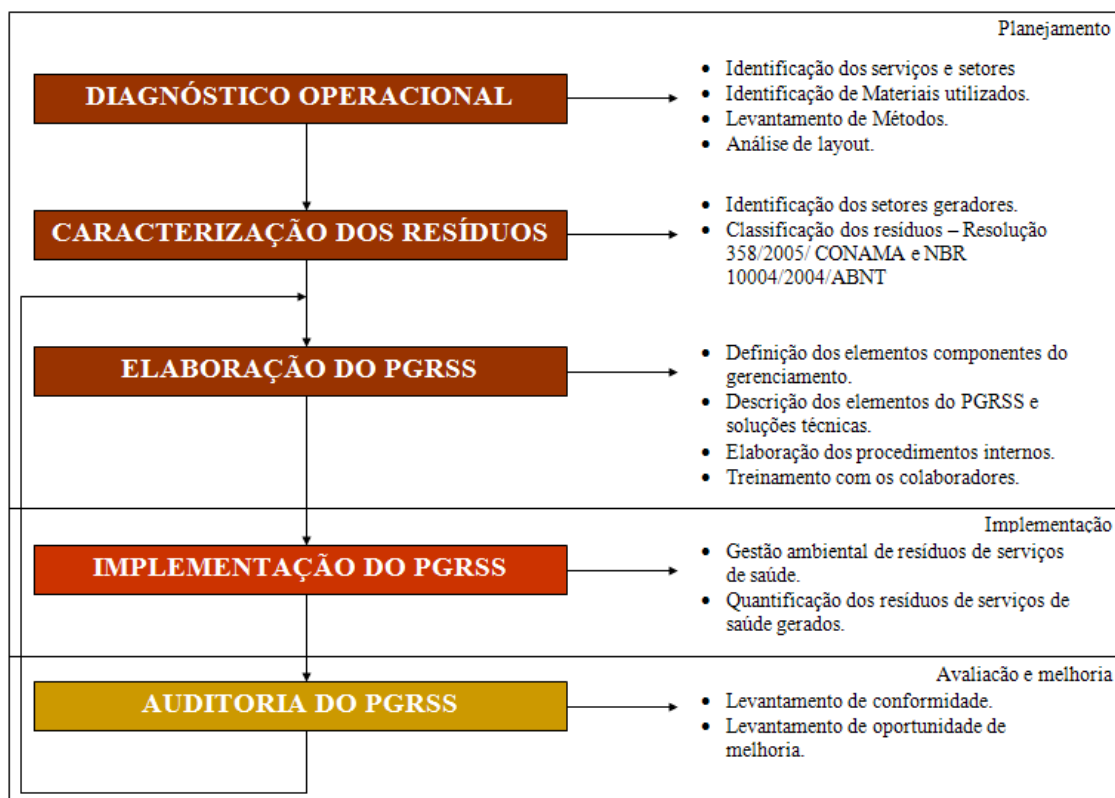 Planejamento
DIAGNÓSTICO OPERACIONAL
• Identificação dos serviços e setores
• Identificação de Materiais utilizados.
• Levantamento de Métodos.
• Análise de layout.
CARACTERIZAÇÃO DOS RESÍDUOS
• Identificação dos setores geradores.
• Classificação dos resíduos – Resolução
358/2005/ CONAMA e NBR
10004/2004/ABNT
ELABORAÇÃO DO PGRSS
• Definição dos elementos componentes do
gerenciamento.
• Descrição dos elementos do PGRSS e
soluções técnicas.
• Elaboração dos procedimentos internos.
• Treinamento com os colaboradores.
Implementação
IMPLEMENTAÇÃO DO PGRSS
• Gestão ambiental de resíduos de serviços
de saúde.
• Quantificação dos resíduos de serviços de
saúde gerados.
Avaliacão e melhoria
AUDITORIA DO PGRSS
• Levantamento de conformidade.
• Levantamento de oportunidade de
melhoria.